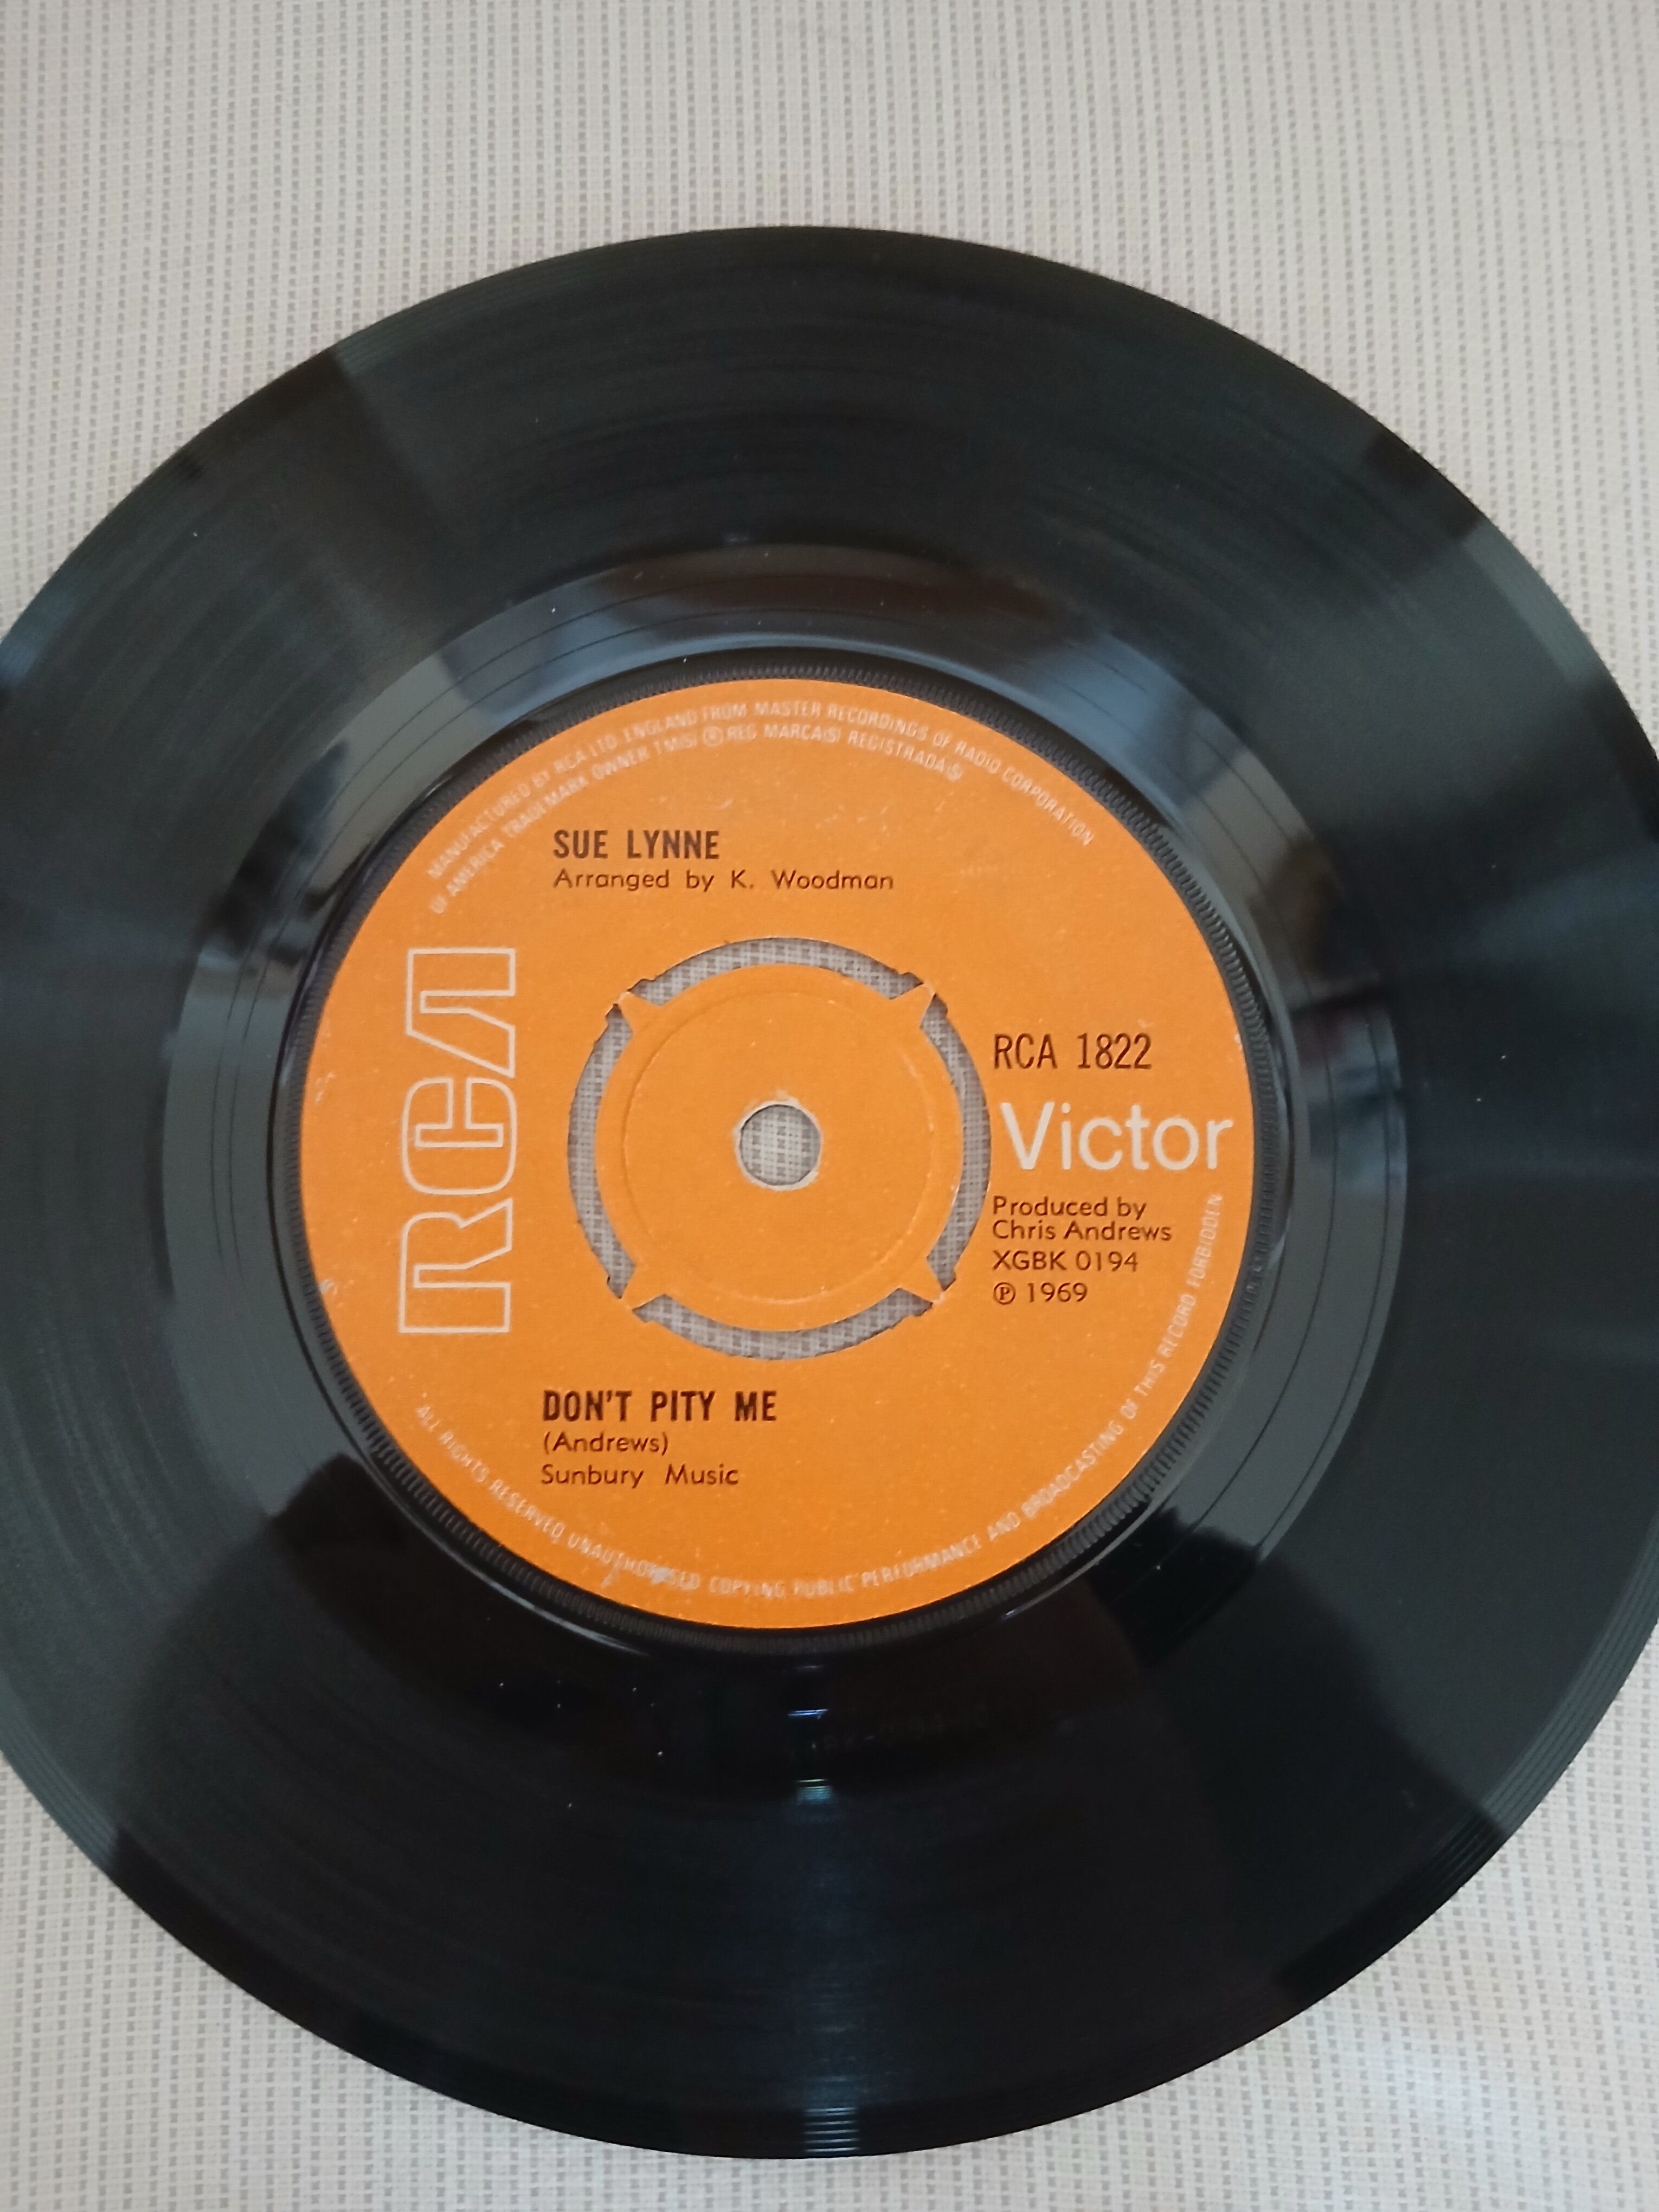 MANUFACTURED BY RCA LTD. ENGLAND FROM MASTER RECORDINGS OF RADIO CORPORATION
OF AMERICA TRADEMARK OWNER TM(S) ® REG MARCA(S) REGISTRADA(S)
SUE LYNNE
Arranged by K. Woodman
RCA
RCA 1822
Victor
Produced by
Chris Andrews
XGBK 0194
℗ 1969
DON'T PITY ME
(Andrews)
Sunbury Music
ALL RIGHTS RESERVED UNAUTHORISED COPYING PUBLIC PERFORMANCE AND BROADCASTING OF THIS RECORD FORBIDDEN